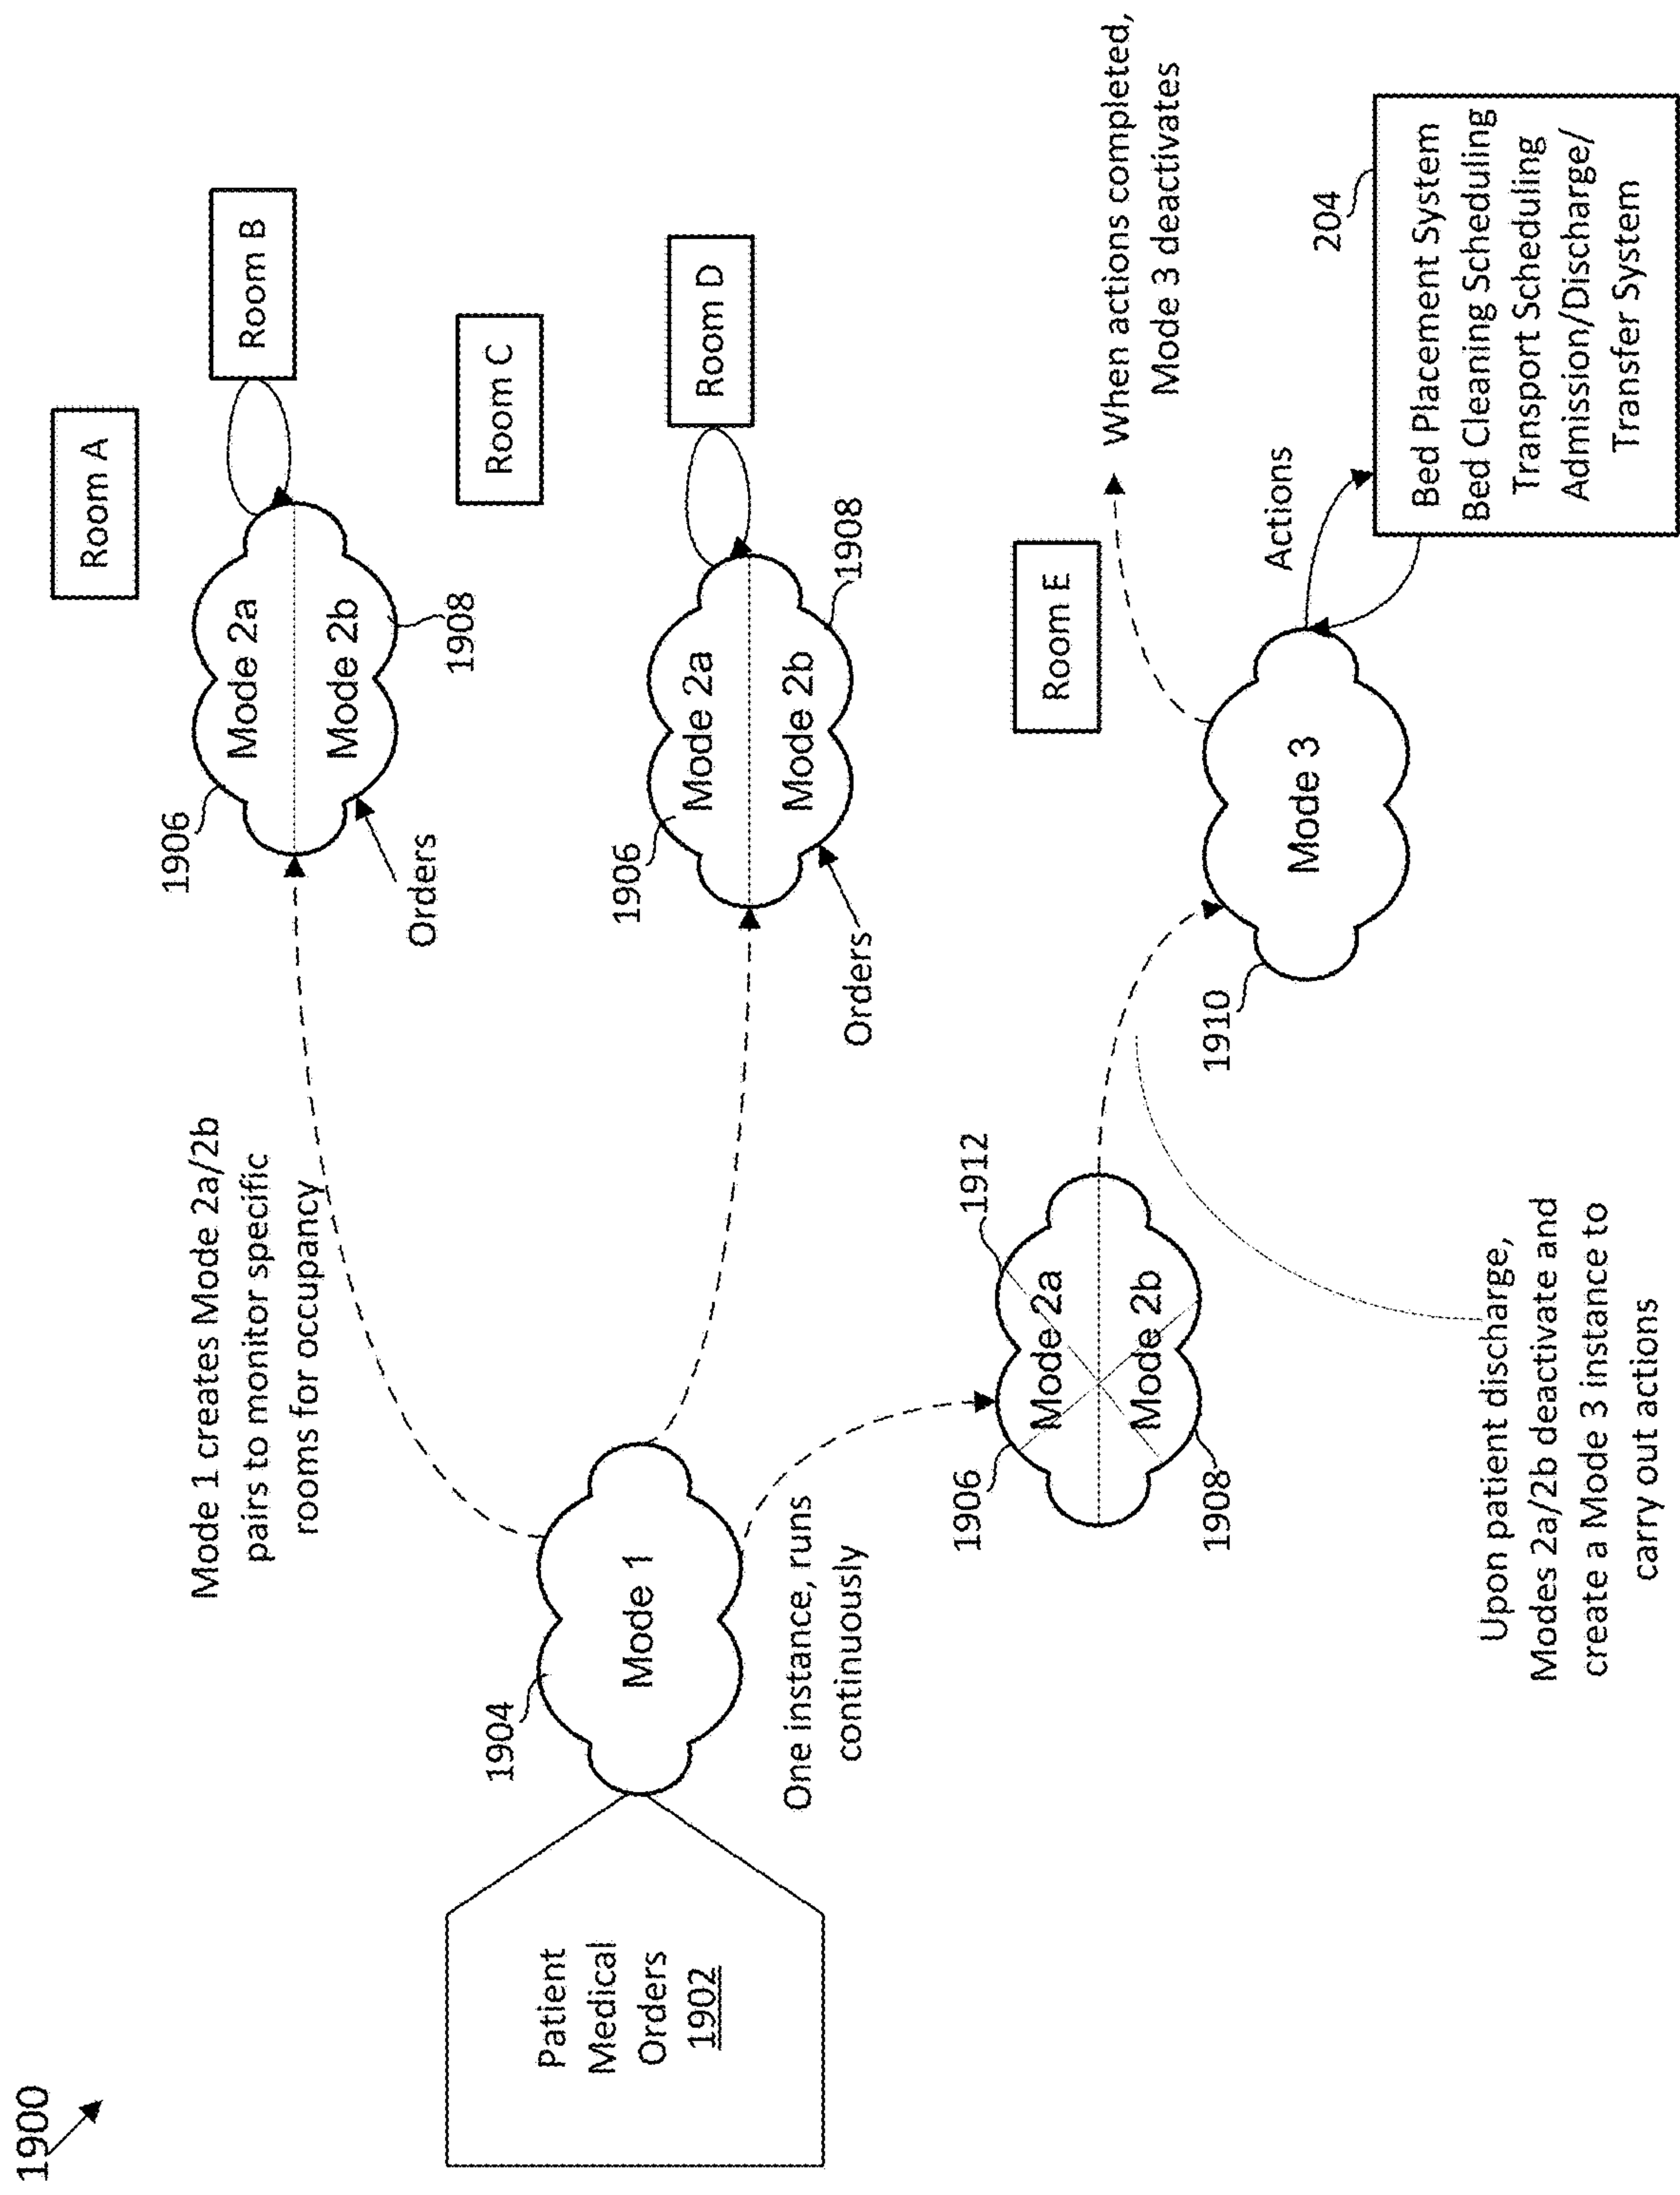 1900
Patient
Medical
Orders
1902
1904
Mode 1
One instance, runs
continuously
Mode 1 creates Mode 2a/2b
pairs to monitor specific
rooms for occupancy
1906
Mode 2a
Mode 2b
1908
Orders
Room A
Room B
Room C
1906
Mode 2a
Mode 2b
1908
Orders
Room D
1906
Mode 2a
Mode 2b
1908
1912
Upon patient discharge,
Modes 2a/2b deactivate and
create a Mode 3 instance to
carry out actions
1910
Mode 3
Room E
When actions completed,
Mode 3 deactivates
Actions
204
Bed Placement System
Bed Cleaning Scheduling
Transport Scheduling
Admission/Discharge/
Transfer System